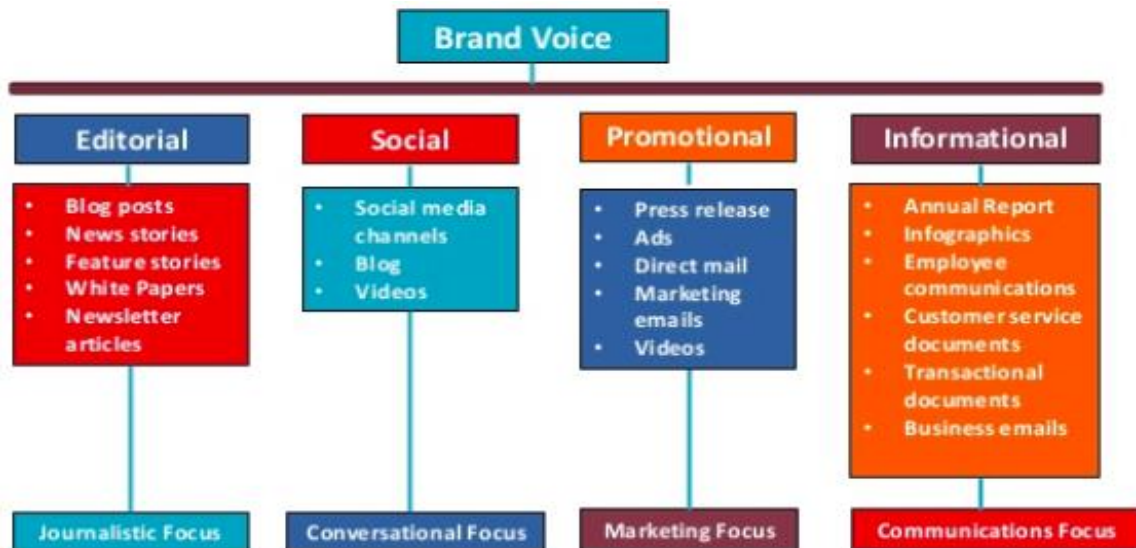 Brand Voice
Editorial
• Blog posts
• News stories
• Feature stories
• White Papers
• Newsletter
articles
Journalistic Focus
Social
• Social media
channels
• Blog
• Videos
Conversational Focus
Promotional
• Press release
• Ads
• Direct mail
• Marketing
emails
• Videos
Marketing Focus
Informational
• Annual Report
• Infographics
• Employee
communications
• Customer service
documents
• Transactional
documents
• Business emails
Communications Focus